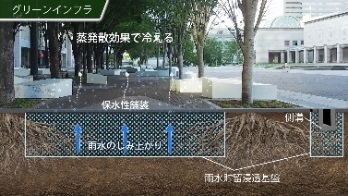 グリーンインフラ
蒸発散効果で冷える
保水性舗装
側溝
雨水のしみ上がり
雨水貯留浸透基盤